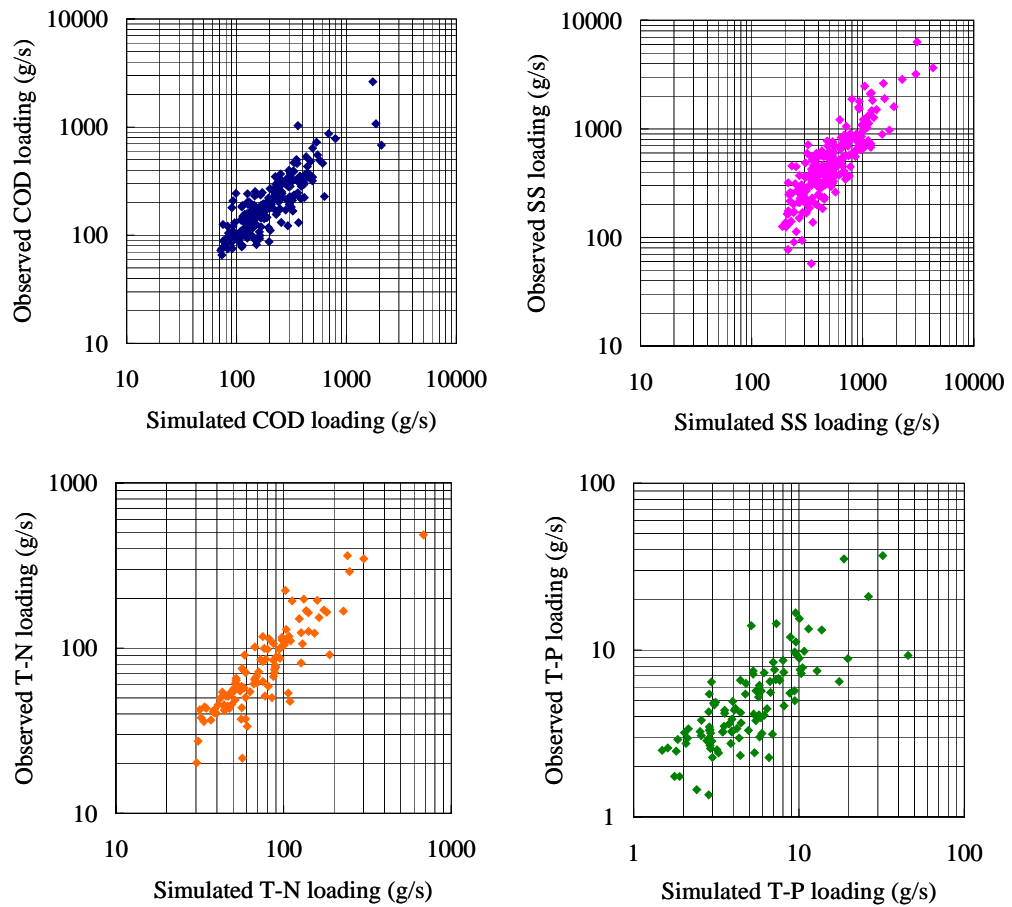 10000
1000
100
10
10 100 1000 10000
Observed COD loading (g/s)
Simulated COD loading (g/s)
10000
1000
100
10
10 100 1000 10000
Observed SS loading (g/s)
Simulated SS loading (g/s)
1000
100
10
10 100 1000
Observed T-N loading (g/s)
Simulated T-N loading (g/s)
100
10
1
1 10 100
Observed T-P loading (g/s)
Simulated T-P loading (g/s)